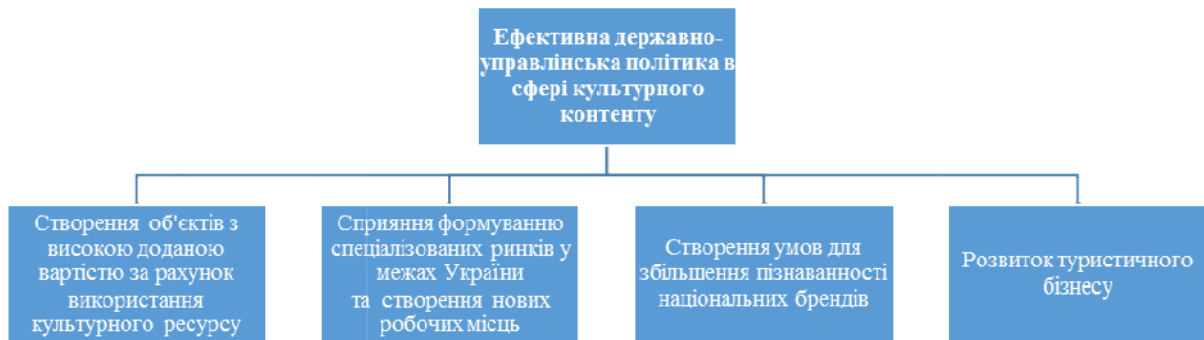 Ефективна державно-
управлінська політика в
сфері культурного
контенту
Створення об'єктів з
високою доданою
вартістю за рахунок
використання
культурного ресурсу
Сприяння формуванню
спеціалізованих ринків у
межах України
та створення нових
робочих місць
Створення умов для
збільшення пізнаванності
національних брендів
Розвиток туристичного
бізнесу